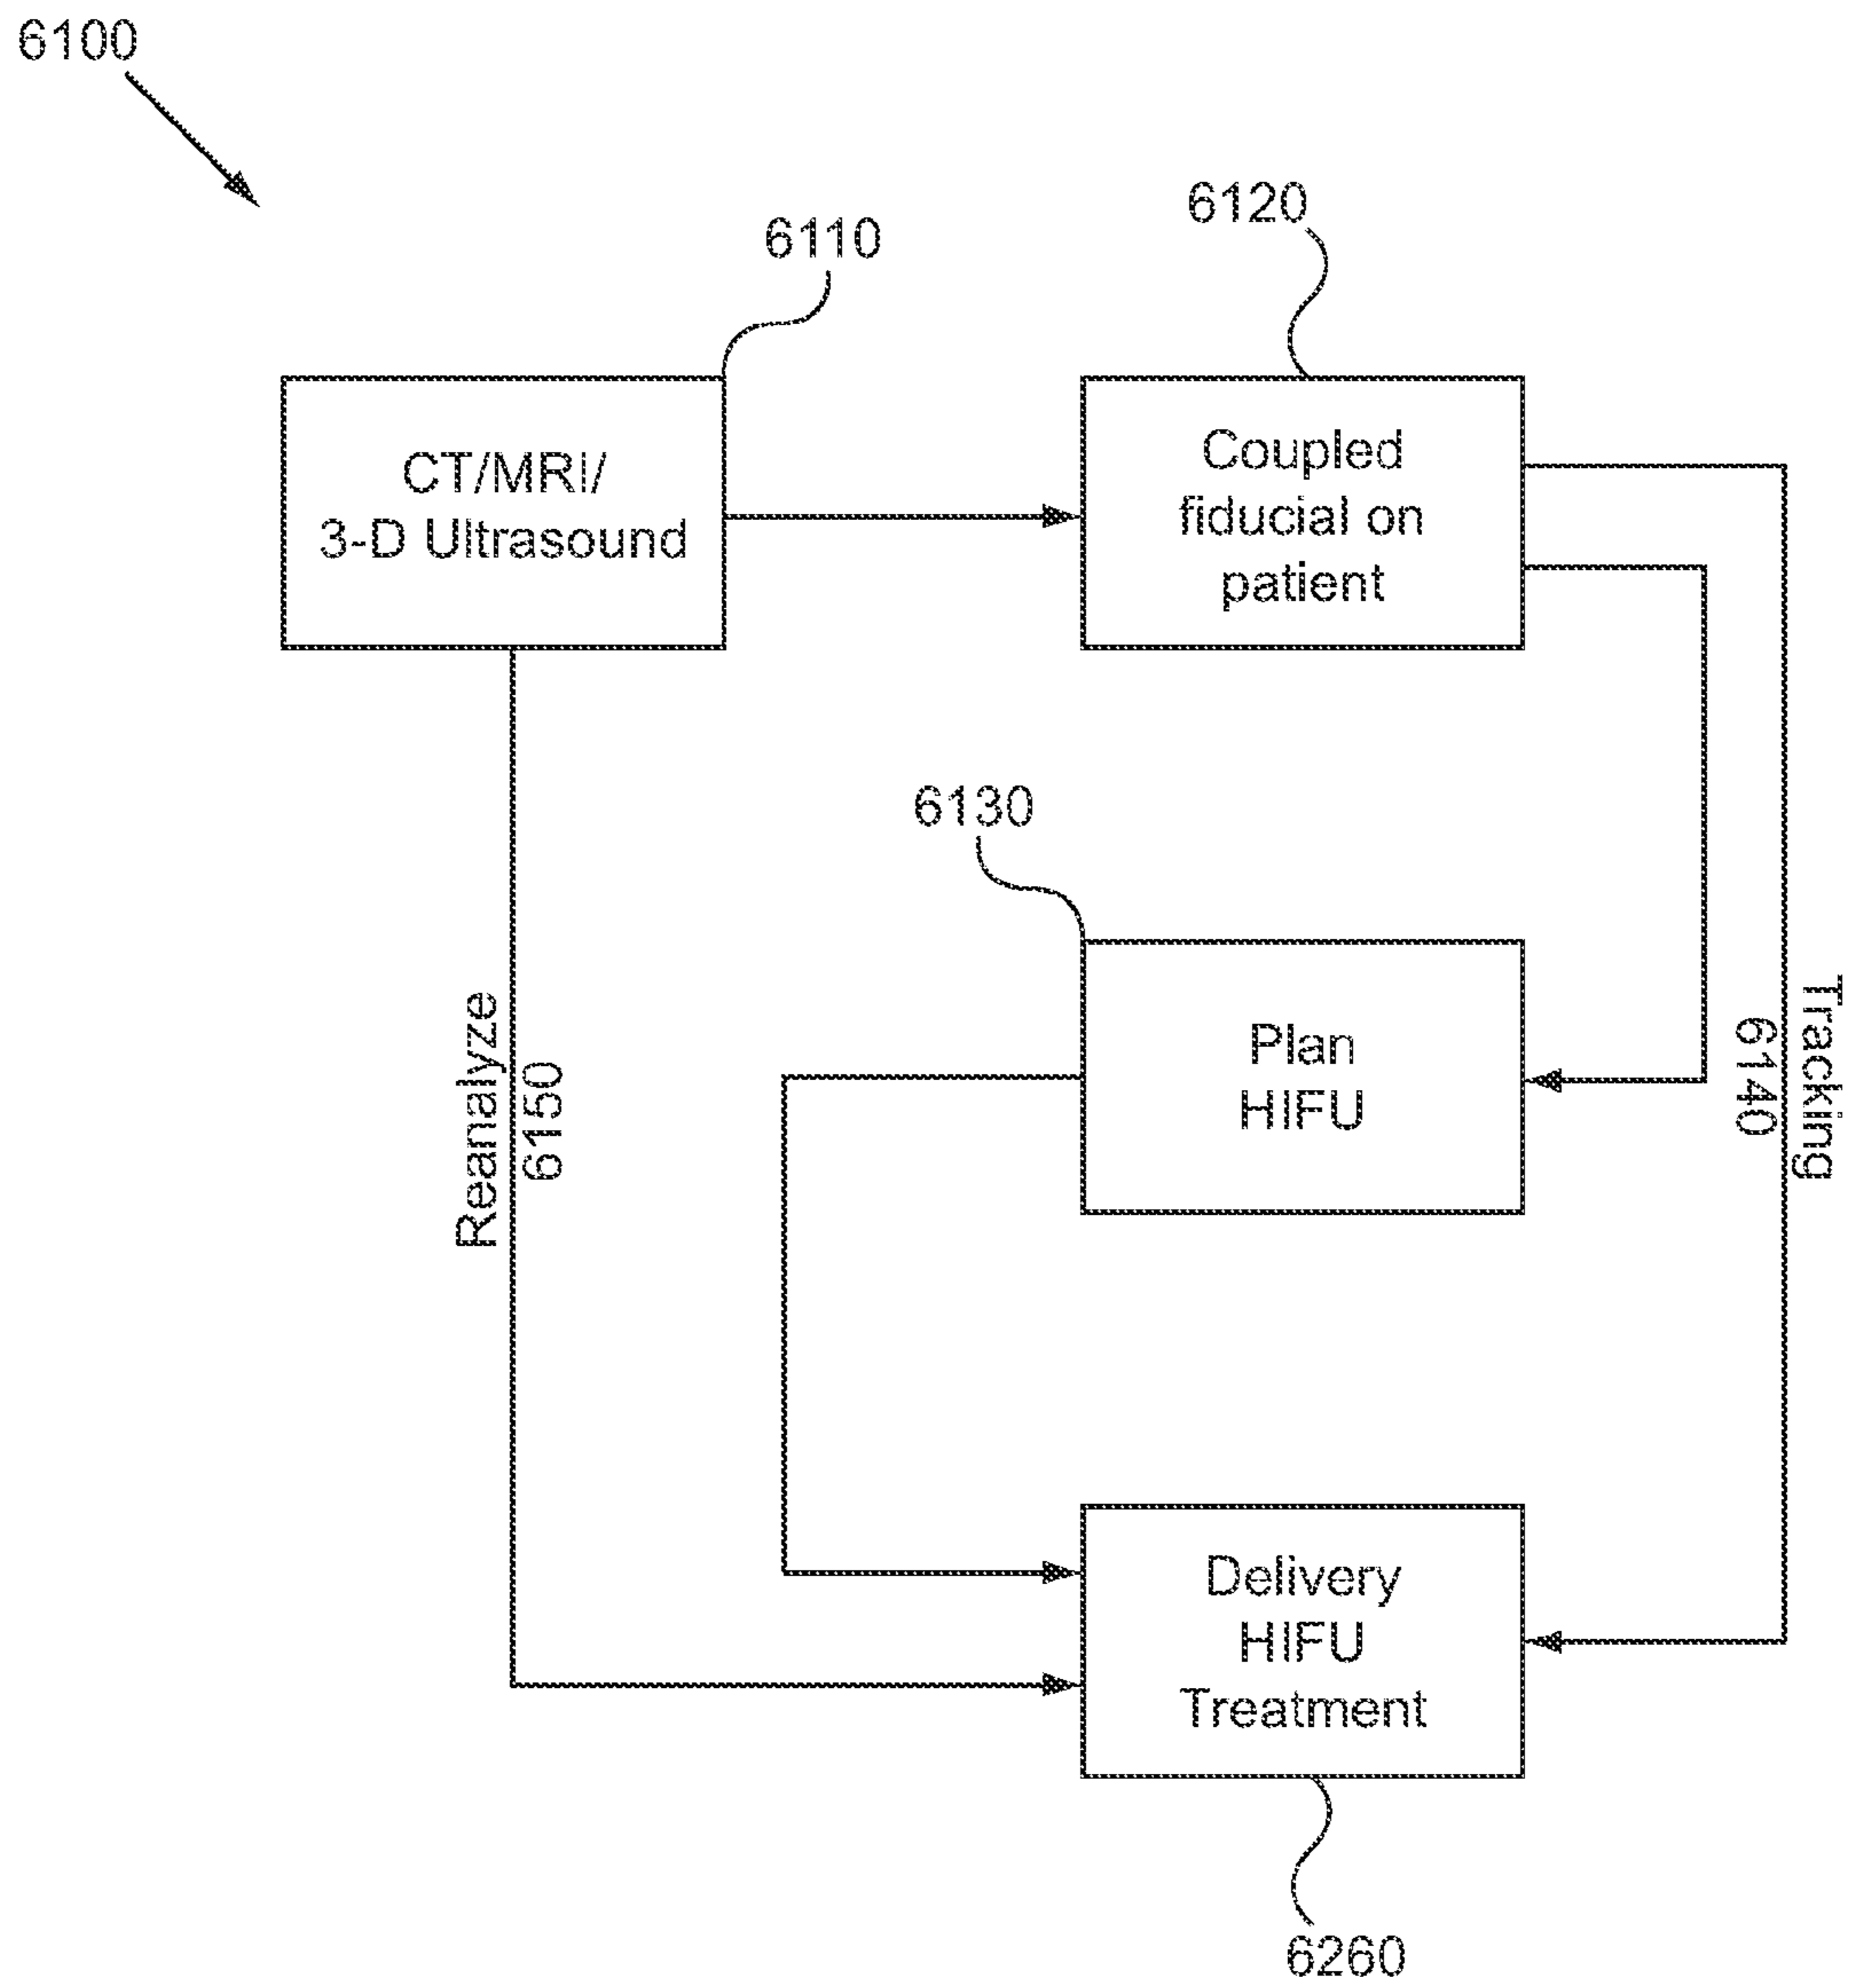 6100
6110
6120
CT/MRI/
3-D Ultrasound
Coupled
fiducial on
patient
6130
Plan
HIFU
Tracking
6140
Reanalyze
6150
Delivery
HIFU
Treatment
6260